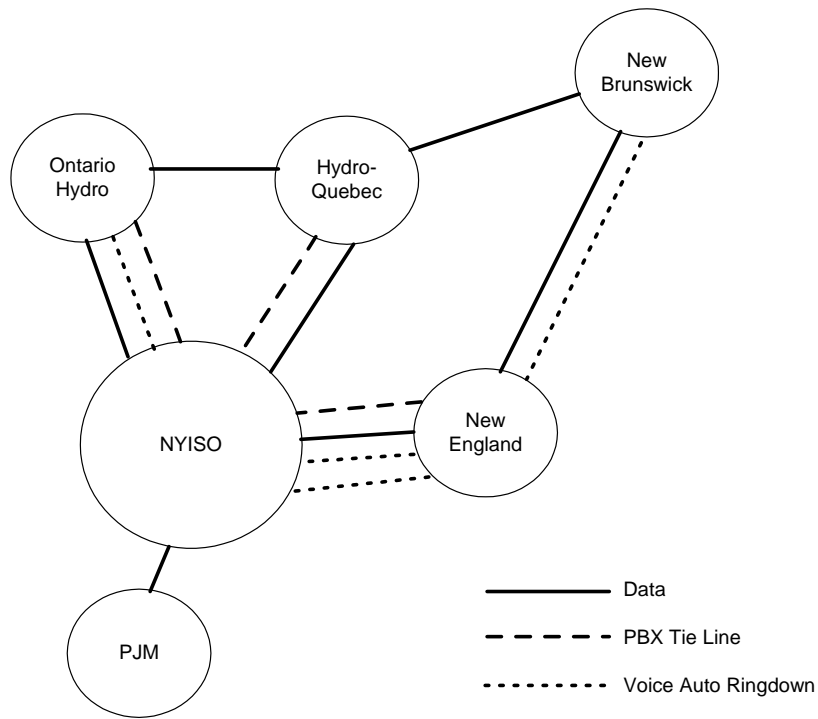 New
Brunswick
Ontario
Hydro
Hydro-
Quebec
NYISO
New
England
PJM
Data
PBX Tie Line
Voice Auto Ringdown